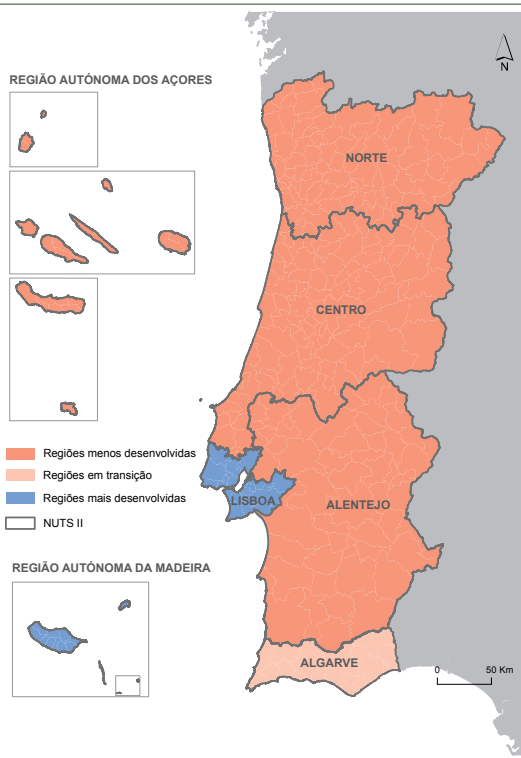 N
REGIÃO AUTÓNOMA DOS AÇORES
NORTE
CENTRO
Regiões menos desenvolvidas
Regiões em transição
Regiões mais desenvolvidas
NUTS II
LISBOA
ALENTEJO
REGIÃO AUTÓNOMA DA MADEIRA
ALGARVE
0 50 Km